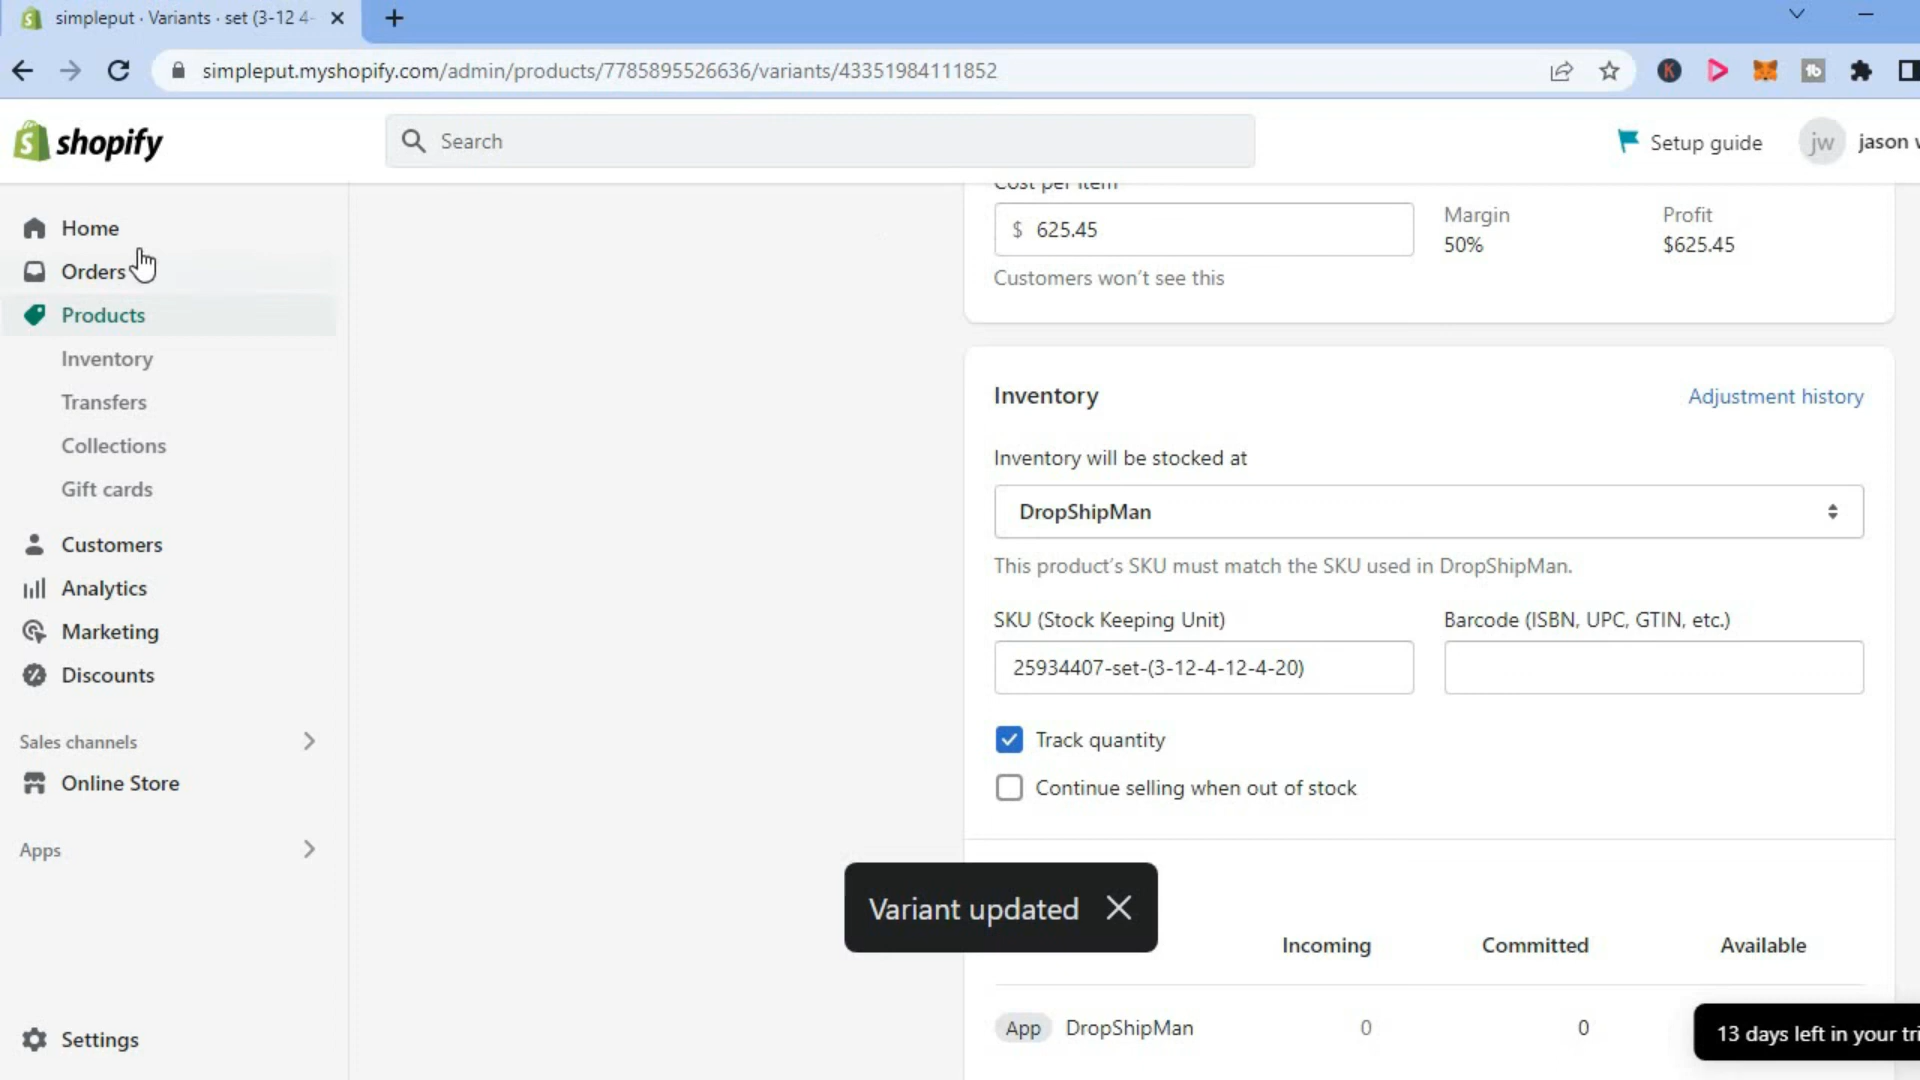 simpleput · Variants · set (3-12 4-
simpleput.myshopify.com/admin/products/7785895526636/variants/43351984111852
K
tb
S shopify
Search
Setup guide
jw
jason
Home
Orders
Products
Inventory
Transfers
Collections
Gift cards
Customers
Analytics
Marketing
Discounts
Sales channels
Online Store
Apps
Settings
Cost per item
$ 625.45
Customers won't see this
Margin
50%
Profit
$625.45
Inventory
Adjustment history
Inventory will be stocked at
DropShipMan
This product's SKU must match the SKU used in DropShipMan.
SKU (Stock Keeping Unit)
Barcode (ISBN, UPC, GTIN, etc.)
25934407-set-(3-12-4-12-4-20)
Track quantity
Continue selling when out of stock
Variant updated
Incoming
Committed
Available
App DropShipMan
0
0
13 days left in your tri